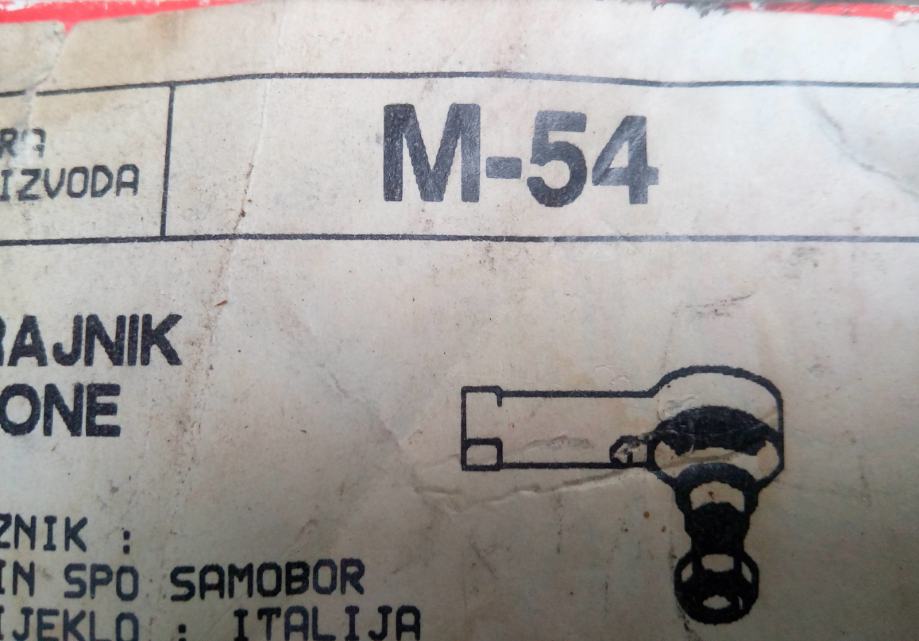 RA
IZVODA
M-54
RAJNIK
ONE
ZNIK :
IN SPO SAMOBOR
IJEKLO : ITALIJA